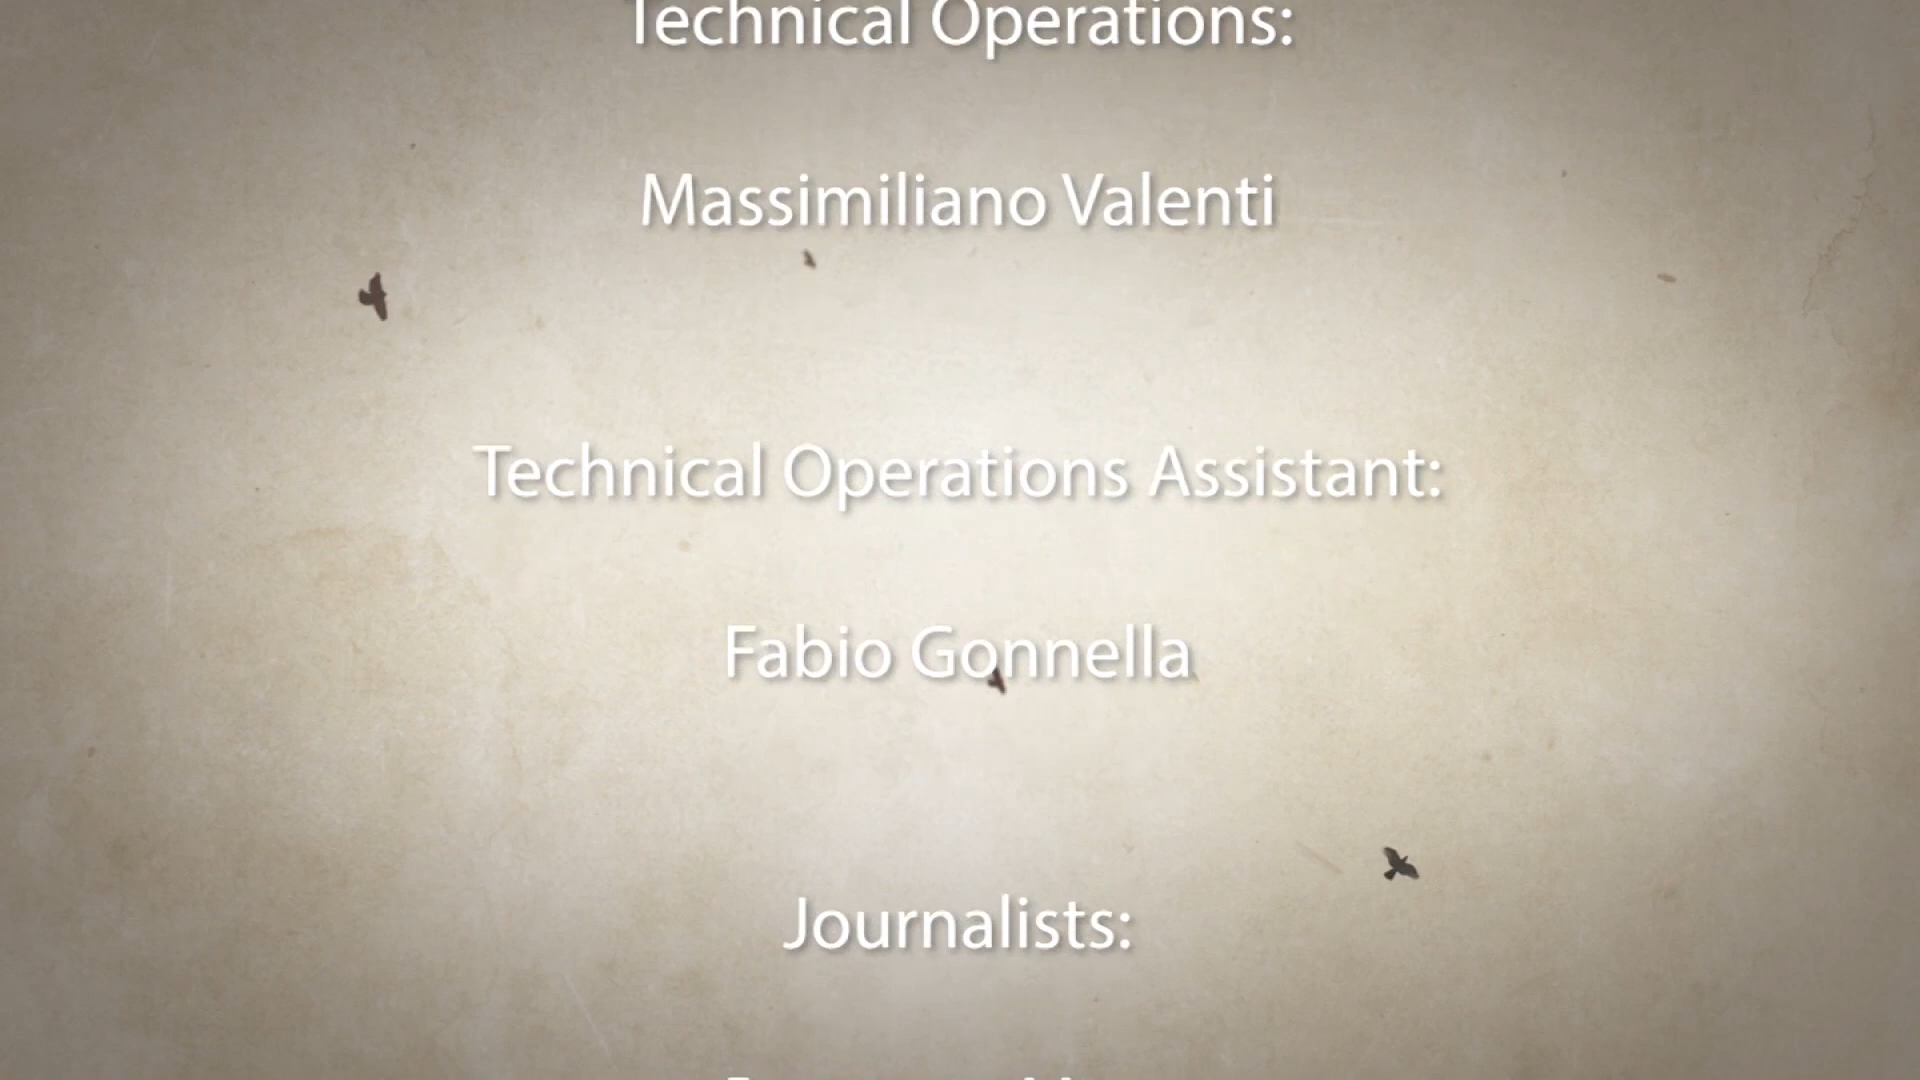 Technical Operations:
Massimiliano Valenti
Technical Operations Assistant:
Fabio Gonnella
Journalists: